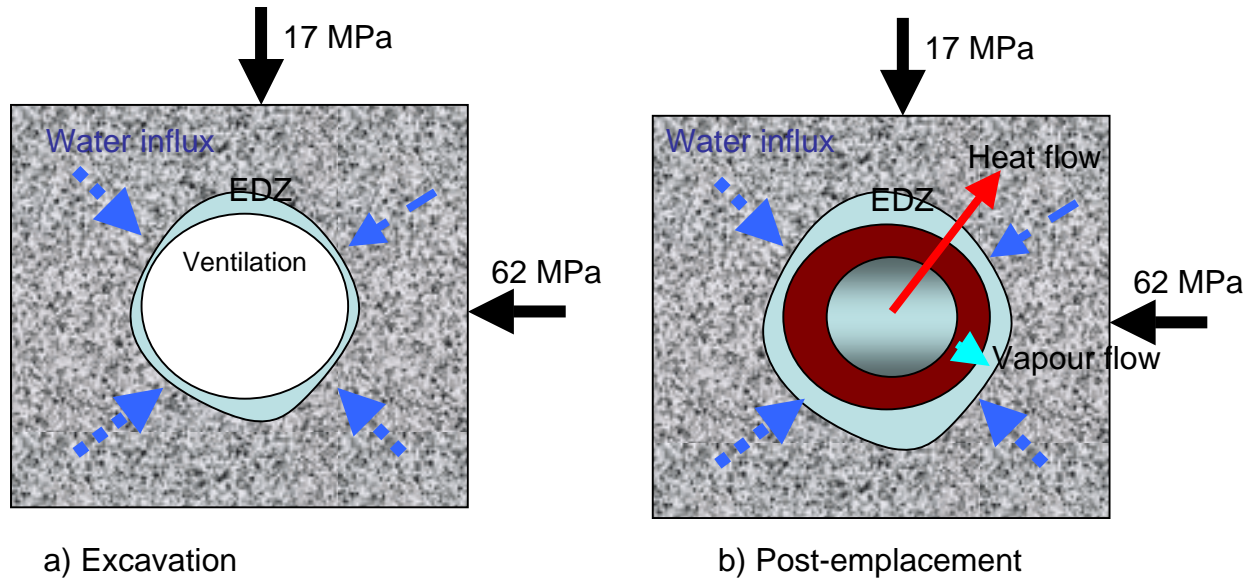 17 MPa
Water influx
EDZ
Ventilation
62 MPa
a) Excavation
17 MPa
Water influx
Heat flow
EDZ
62 MPa
Vapour flow
b) Post-emplacement